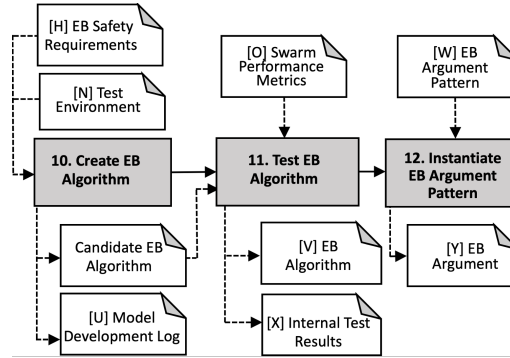 [H] EB Safety
Requirements
[N] Test
Environment
[O] Swarm
Performance
Metrics
[W] EB
Argument
Pattern
10. Create EB
Algorithm
11. Test EB
Algorithm
12. Instantiate
EB Argument
Pattern
Candidate EB
Algorithm
[U] Model
Development Log
[V] EB
Algorithm
[X] Internal Test
Results
[Y] EB
Argument